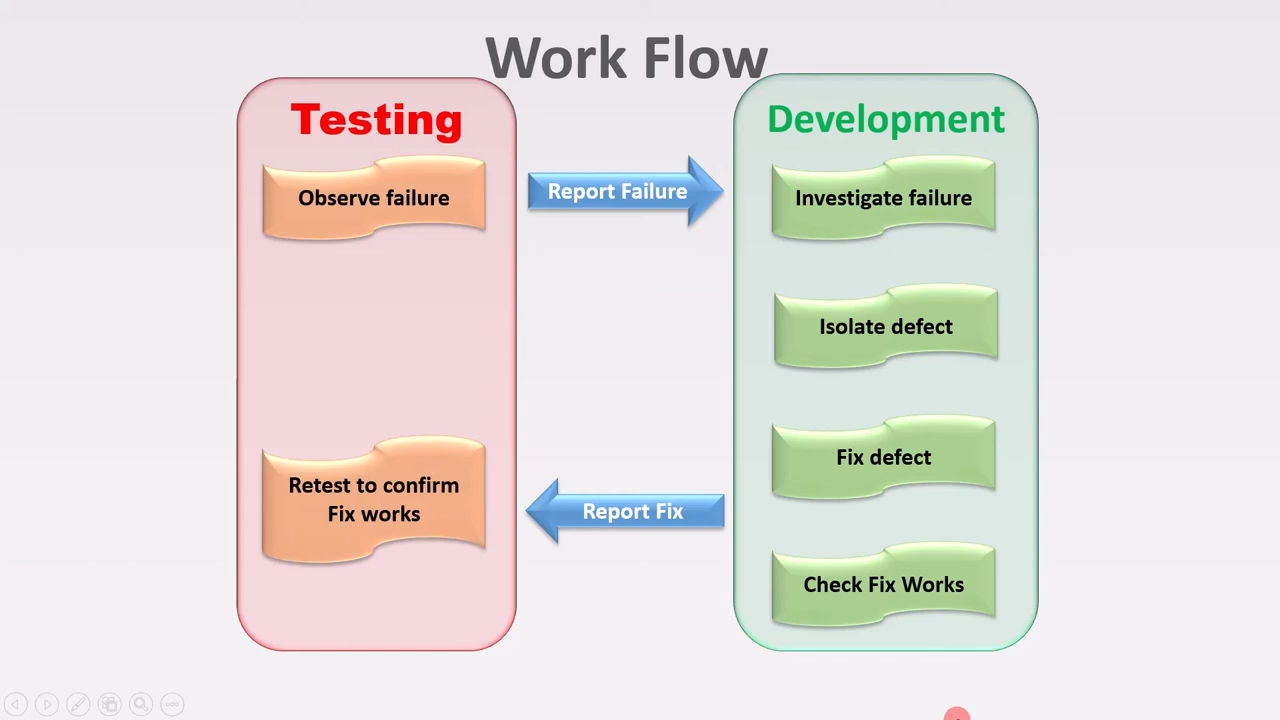 Work Flow
Testing
Development
Observe failure
Report Failure
Investigate failure
Isolate defect
Fix defect
Retest to confirm
Fix works
Report Fix
Check Fix Works